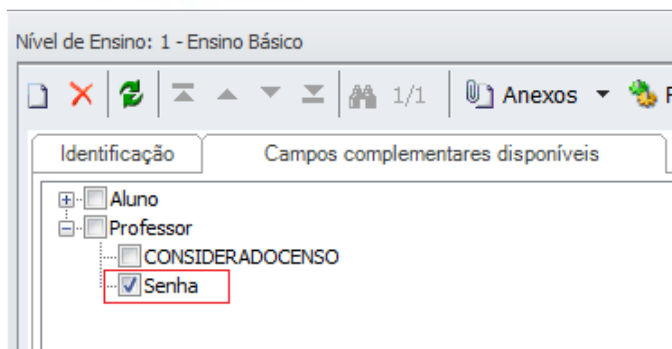 Nível de Ensino: 1 - Ensino Básico
1/1 Anexos
Identificação Campos complementares disponíveis
Aluno
Professor
CONSIDERADOCENSO
Senha